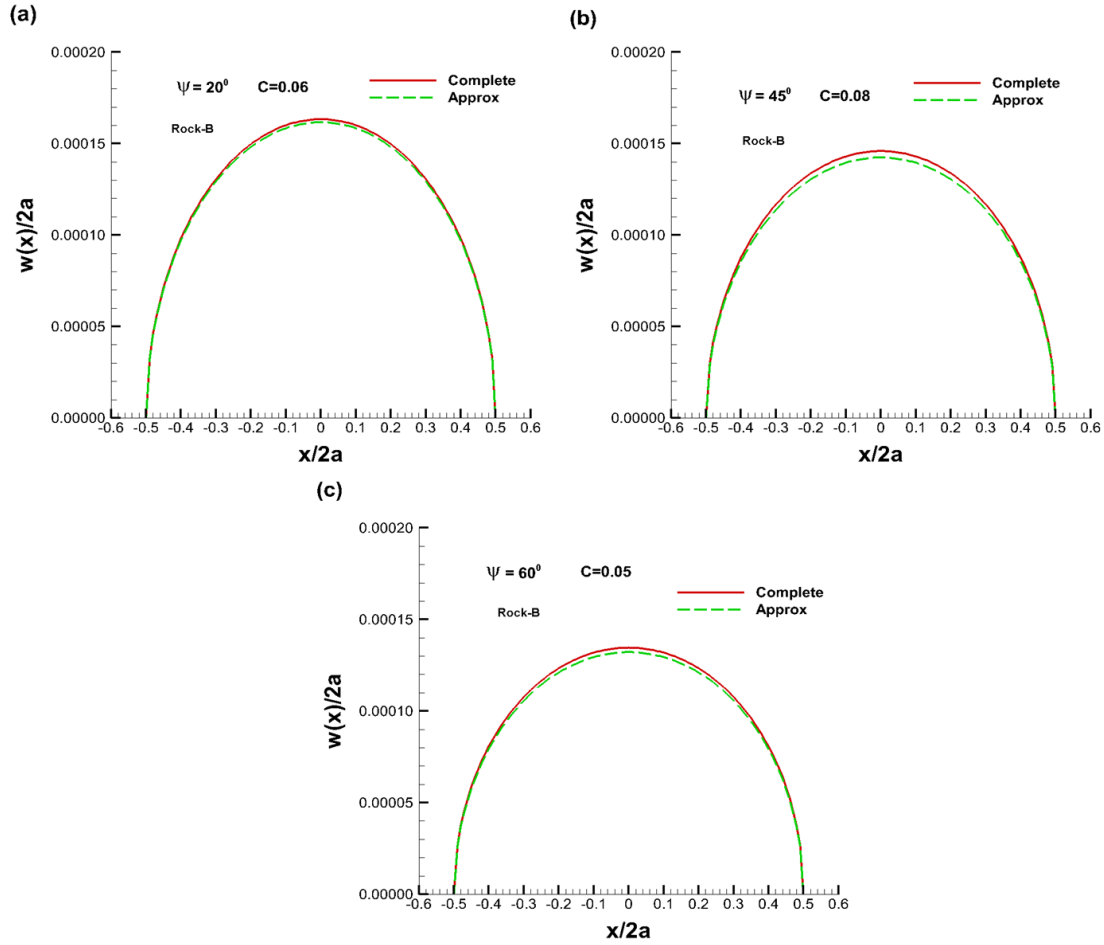 (a)
w(x)/2a
0.00020
0.00015
0.00010
0.00005
0.00000
Ψ = 20⁰ C=0.06
Rock-B
Complete
Approx
-0.6 -0.5 -0.4 -0.3 -0.2 -0.1 0 0.1 0.2 0.3 0.4 0.5 0.6
x/2a
(b)
w(x)/2a
0.00020
0.00015
0.00010
0.00005
0.00000
Ψ = 45⁰ C=0.08
Rock-B
Complete
Approx
-0.6 -0.5 -0.4 -0.3 -0.2 -0.1 0 0.1 0.2 0.3 0.4 0.5 0.6
x/2a
(c)
w(x)/2a
0.00020
0.00015
0.00010
0.00005
0.00000
Ψ = 60⁰ C=0.05
Rock-B
Complete
Approx
-0.6 -0.5 -0.4 -0.3 -0.2 -0.1 0 0.1 0.2 0.3 0.4 0.5 0.6
x/2a